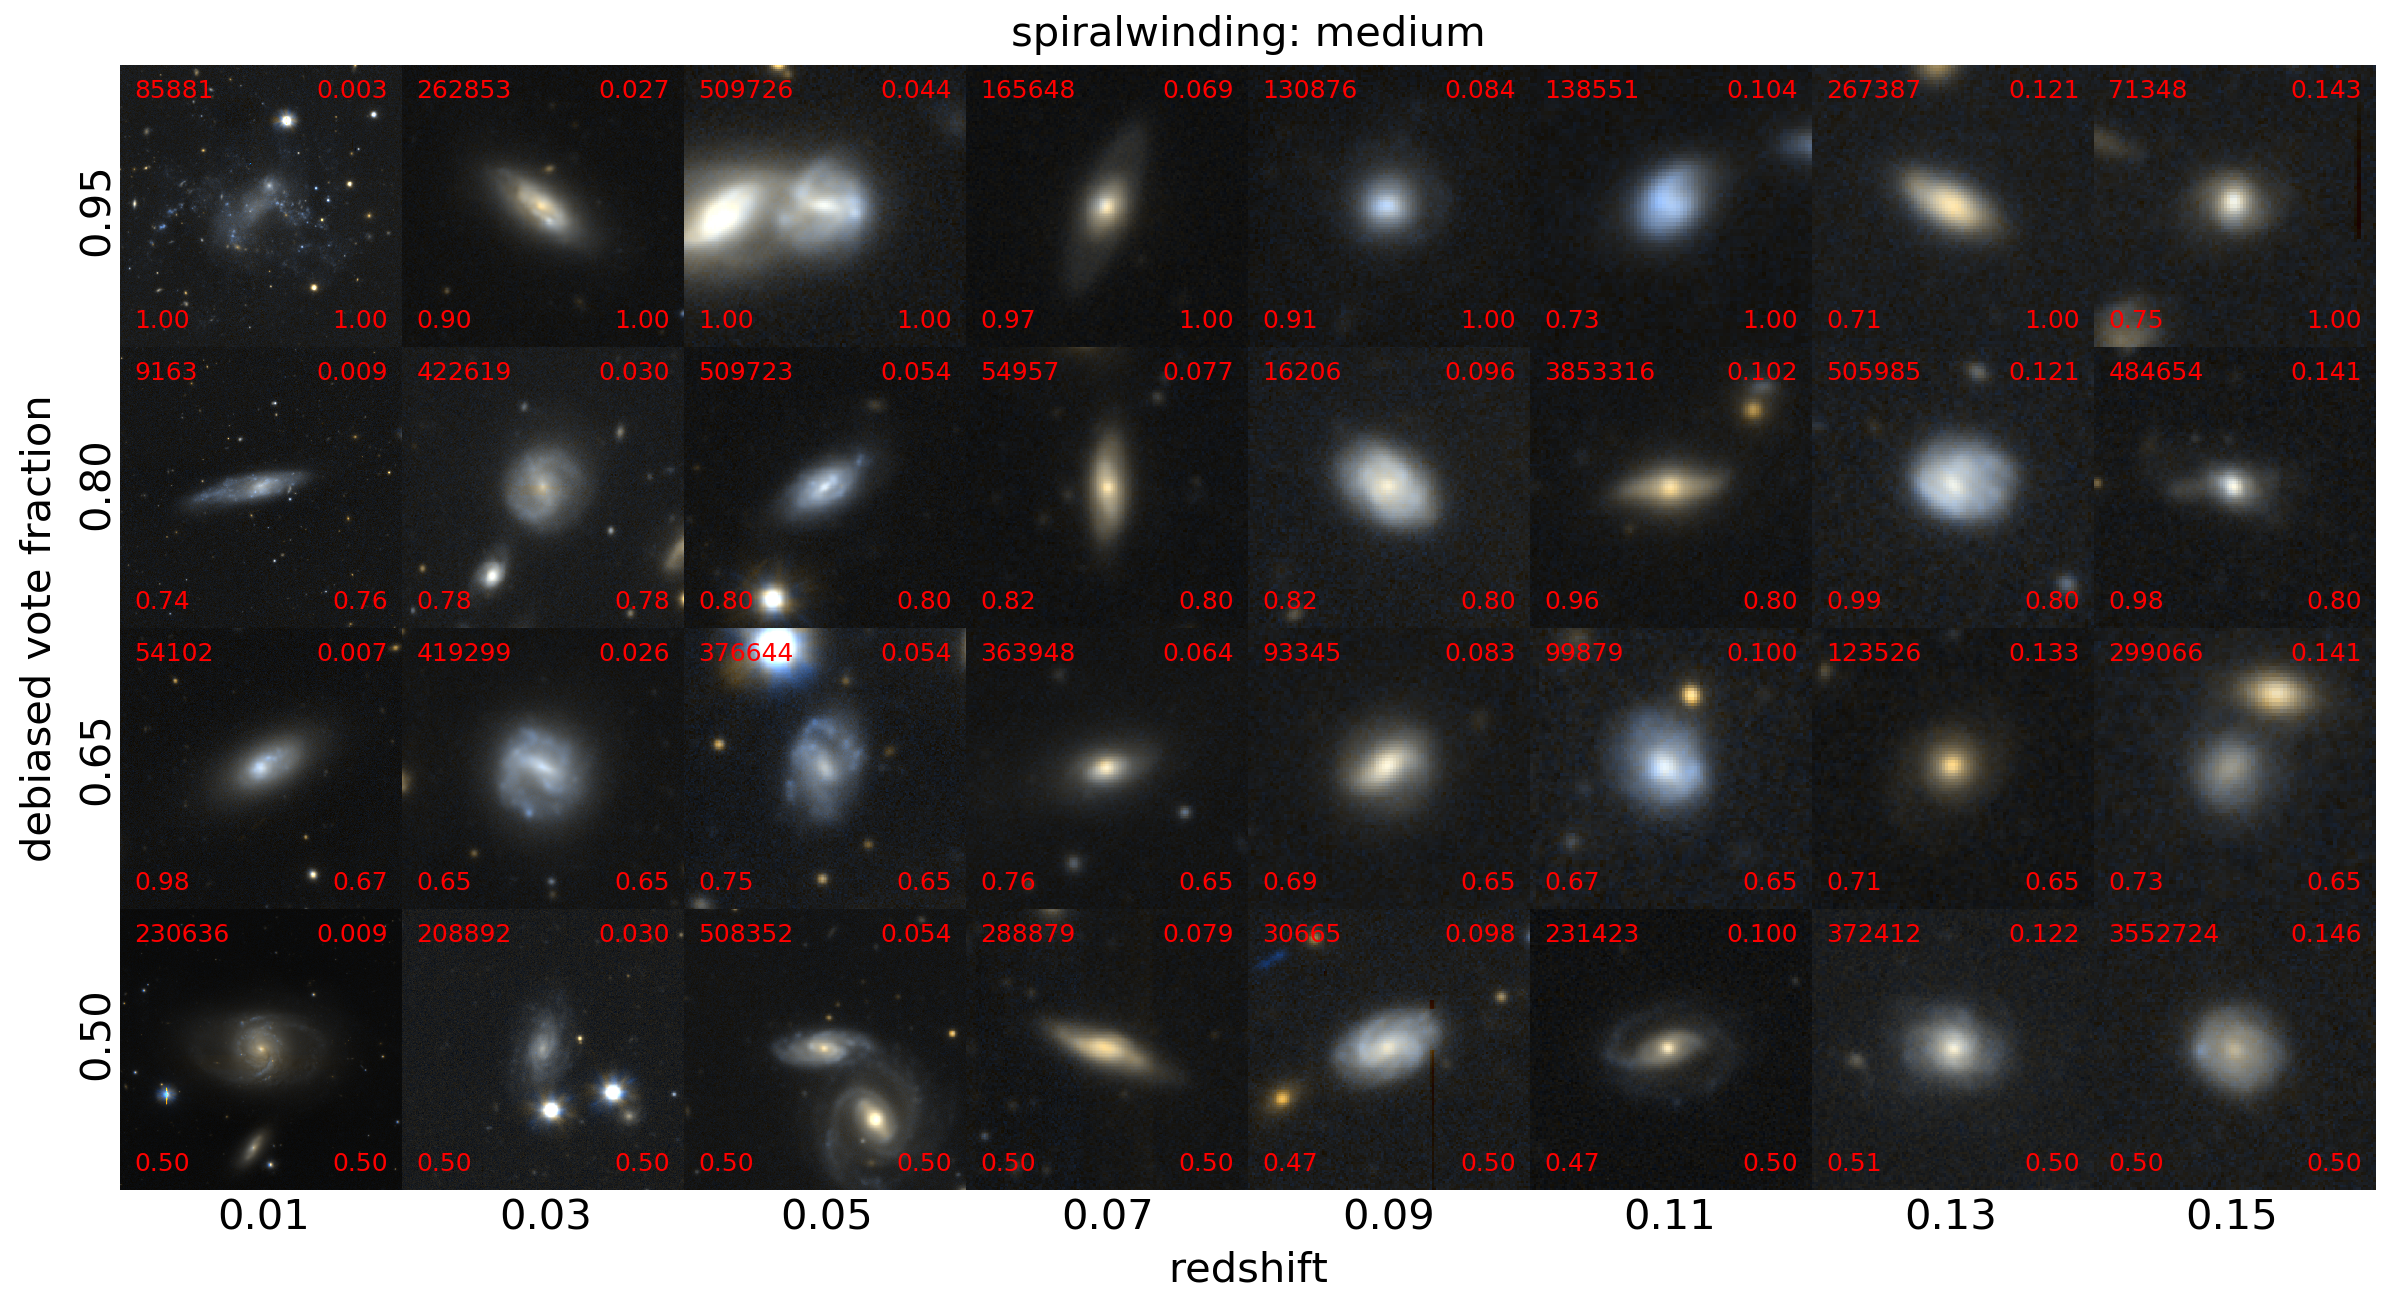 spiralwinding: medium
debiased vote fraction
0.95
85881 0.003 262853 0.027 509726 0.044 165648 0.069 130876 0.084 138551 0.104 267387 0.121 71348 0.143
1.00 1.00 0.90 1.00 1.00 1.00 0.97 1.00 0.91 1.00 0.73 1.00 0.71 1.00 0.75 1.00
0.80
9163 0.009 422619 0.030 509723 0.054 54957 0.077 16206 0.096 3853316 0.102 505985 0.121 484654 0.141
0.74 0.76 0.78 0.78 0.80 0.80 0.82 0.80 0.82 0.80 0.96 0.80 0.99 0.80 0.98 0.80
0.65
54102 0.007 419299 0.026 376644 0.054 363948 0.064 93345 0.083 99879 0.100 123526 0.133 299066 0.141
0.98 0.67 0.65 0.65 0.75 0.65 0.76 0.65 0.69 0.65 0.67 0.65 0.71 0.65 0.73 0.65
0.50
230636 0.009 208892 0.030 508352 0.054 288879 0.079 30665 0.098 231423 0.100 372412 0.122 3552724 0.146
0.50 0.50 0.50 0.50 0.50 0.50 0.50 0.50 0.47 0.50 0.47 0.50 0.51 0.50 0.50 0.50
0.01 0.03 0.05 0.07 0.09 0.11 0.13 0.15
redshift